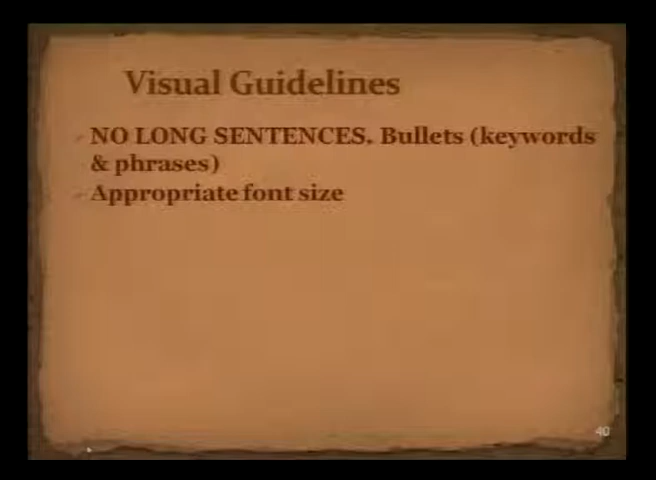 Visual Guidelines
NO LONG SENTENCES. Bullets (keywords
& phrases)
Appropriate font size
40